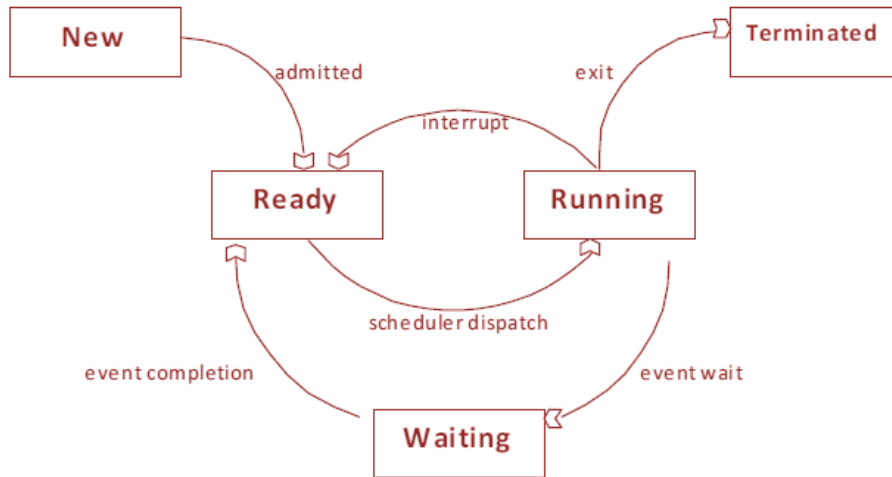 New
Terminated
admitted
exit
interrupt
Ready
Running
scheduler dispatch
event completion
event wait
Waiting